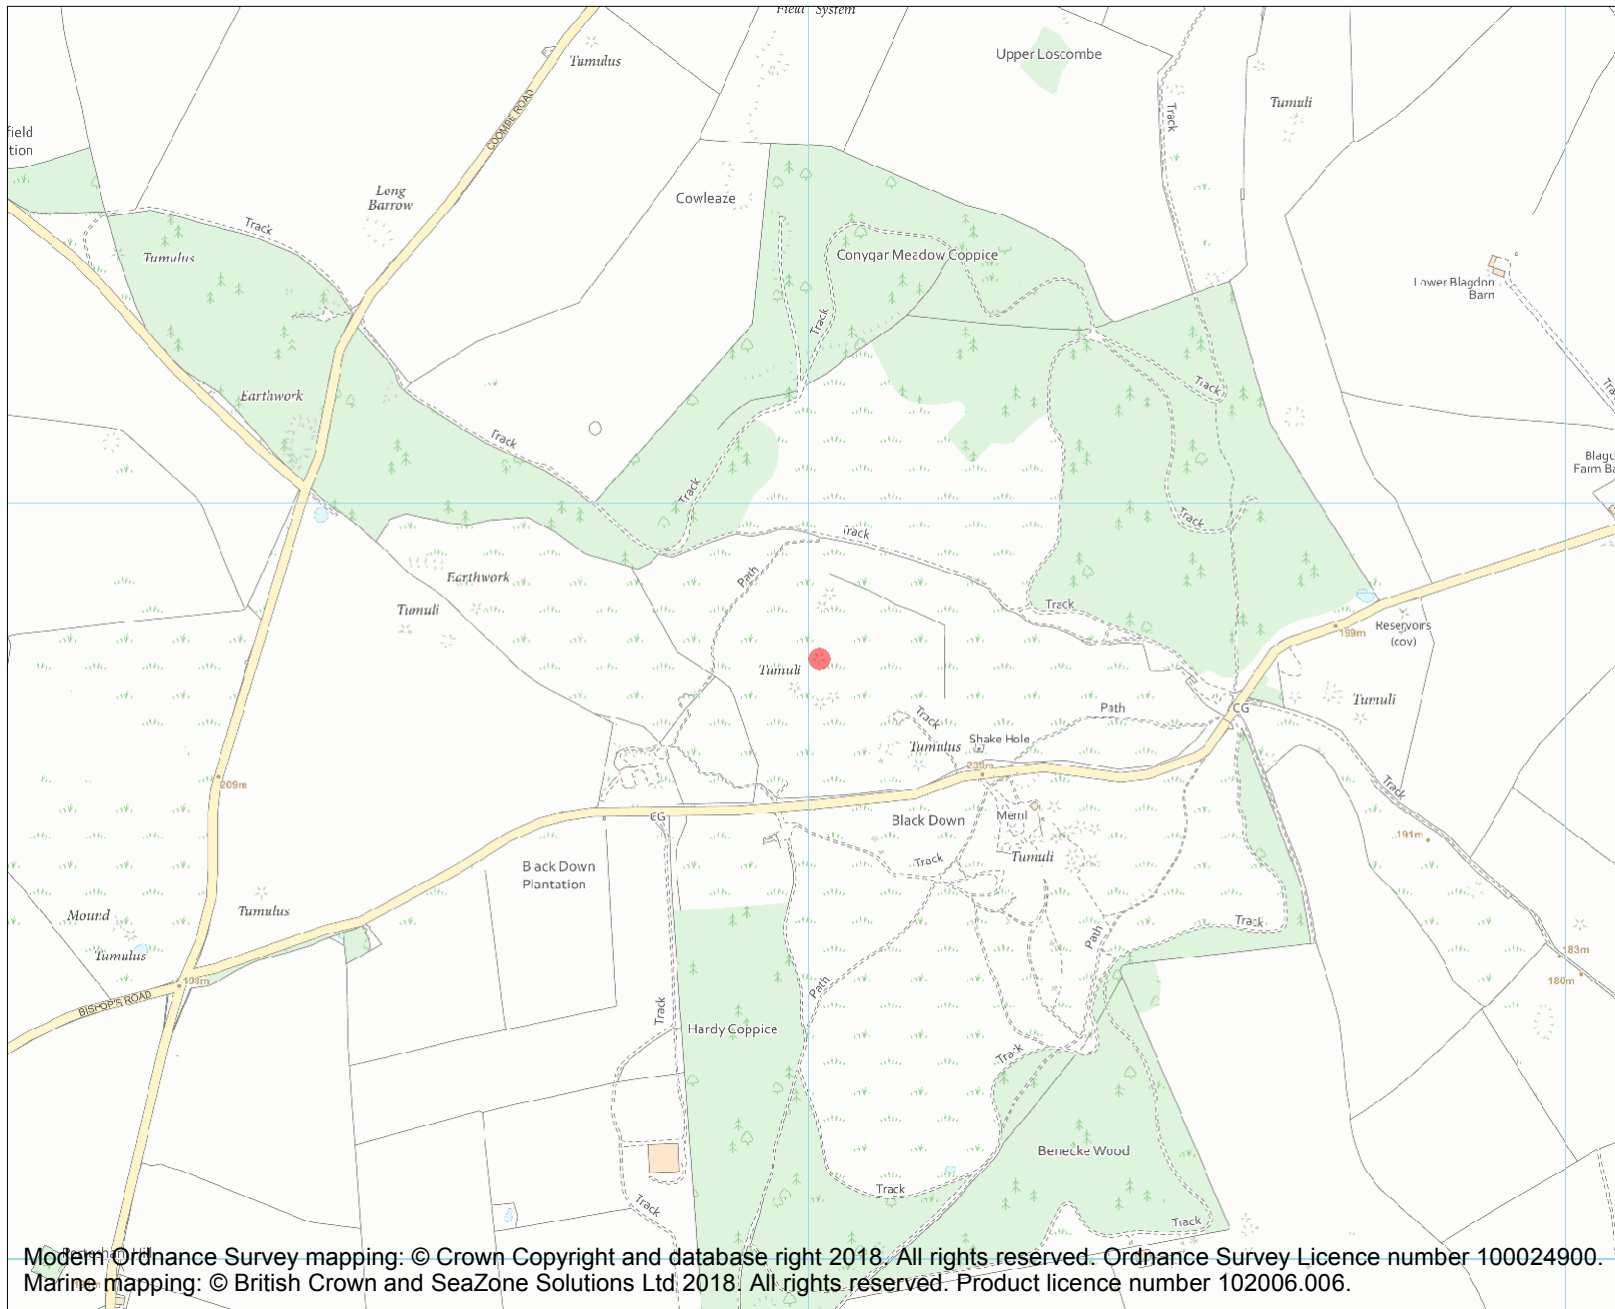 Field System
Upper Loscombe
Tumulus
Tumuli
COOMBE ROAD
Track
field
tion
Long
Barrow
Cowleaze
Track
Tumulus
Conygar Meadow Coppice
Lower Blagdon
Barn
Track
Track
Earthwork
Track
Farm Ba
Track
Track
Track
Path
Earthwork
Tumuli
Track
Reservoirs
(cov)
199m
Tumuli
Tumuli
CG
Path
Track
Shake Hole
Tumulus
230m
209m
Track
CG
Black Down
Meml
191m
Tumuli
Track
Black Down
Plantation
Mound
Tumulus
Track
Path
Tumulus
183m
180m
198m
BISHOP'S ROAD
Path
Track
Hardy Coppice
Track
Benecke Wood
Track
Track
Track
Portesham Hill
Modern Ordnance Survey mapping: © Crown Copyright and database right 2018. All rights reserved. Ordnance Survey Licence number 100024900.
Marine mapping: © British Crown and SeaZone Solutions Ltd 2018. All rights reserved. Product licence number 102006.006.